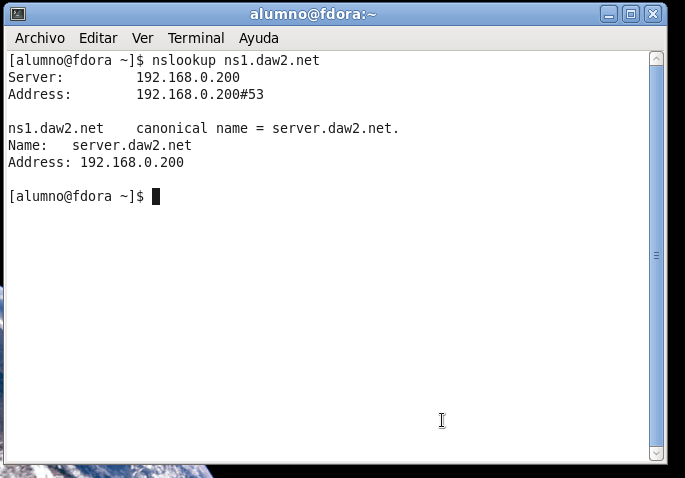 alumno@fdora:~
Archivo Editar Ver Terminal Ayuda
[alumno@fdora ~]$ nslookup ns1.daw2.net
Server:         192.168.0.200
Address:        192.168.0.200#53
ns1.daw2.net    canonical name = server.daw2.net.
Name:   server.daw2.net
Address: 192.168.0.200
[alumno@fdora ~]$